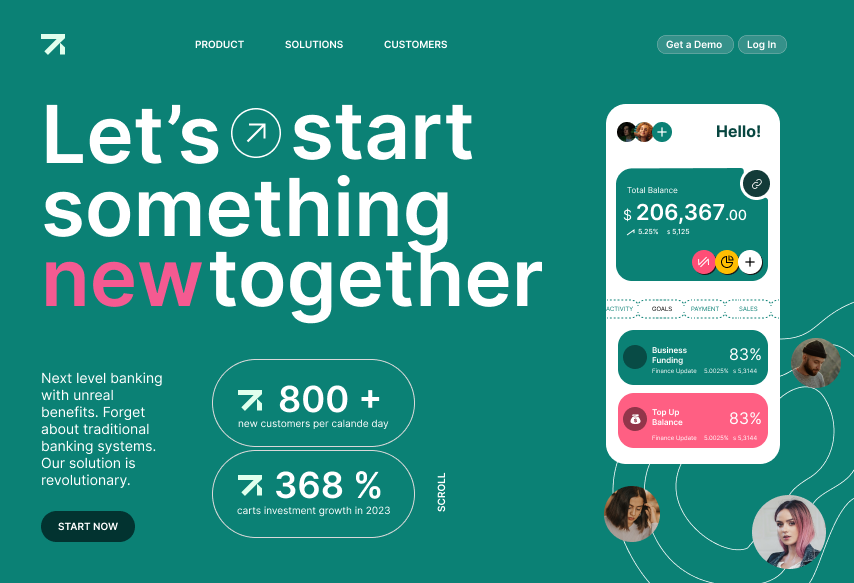 PRODUCT SOLUTIONS CUSTOMERS
Get a Demo Log In
Let's start
something
new together
Next level banking
with unreal
benefits. Forget
about traditional
banking systems.
Our solution is
revolutionary.
START NOW
800 +
new customers per calande day
368 %
carts investment growth in 2023
SCROLL
Hello!
Total Balance
$ 206,367.00
5.25% s 5,125
ACTIVITY GOALS PAYMENT SALES
Business
Funding
83%
Finance Update 5.0025% s 5,3144
Top Up
Balance
83%
Finance Update 5.0025% s 5,3144